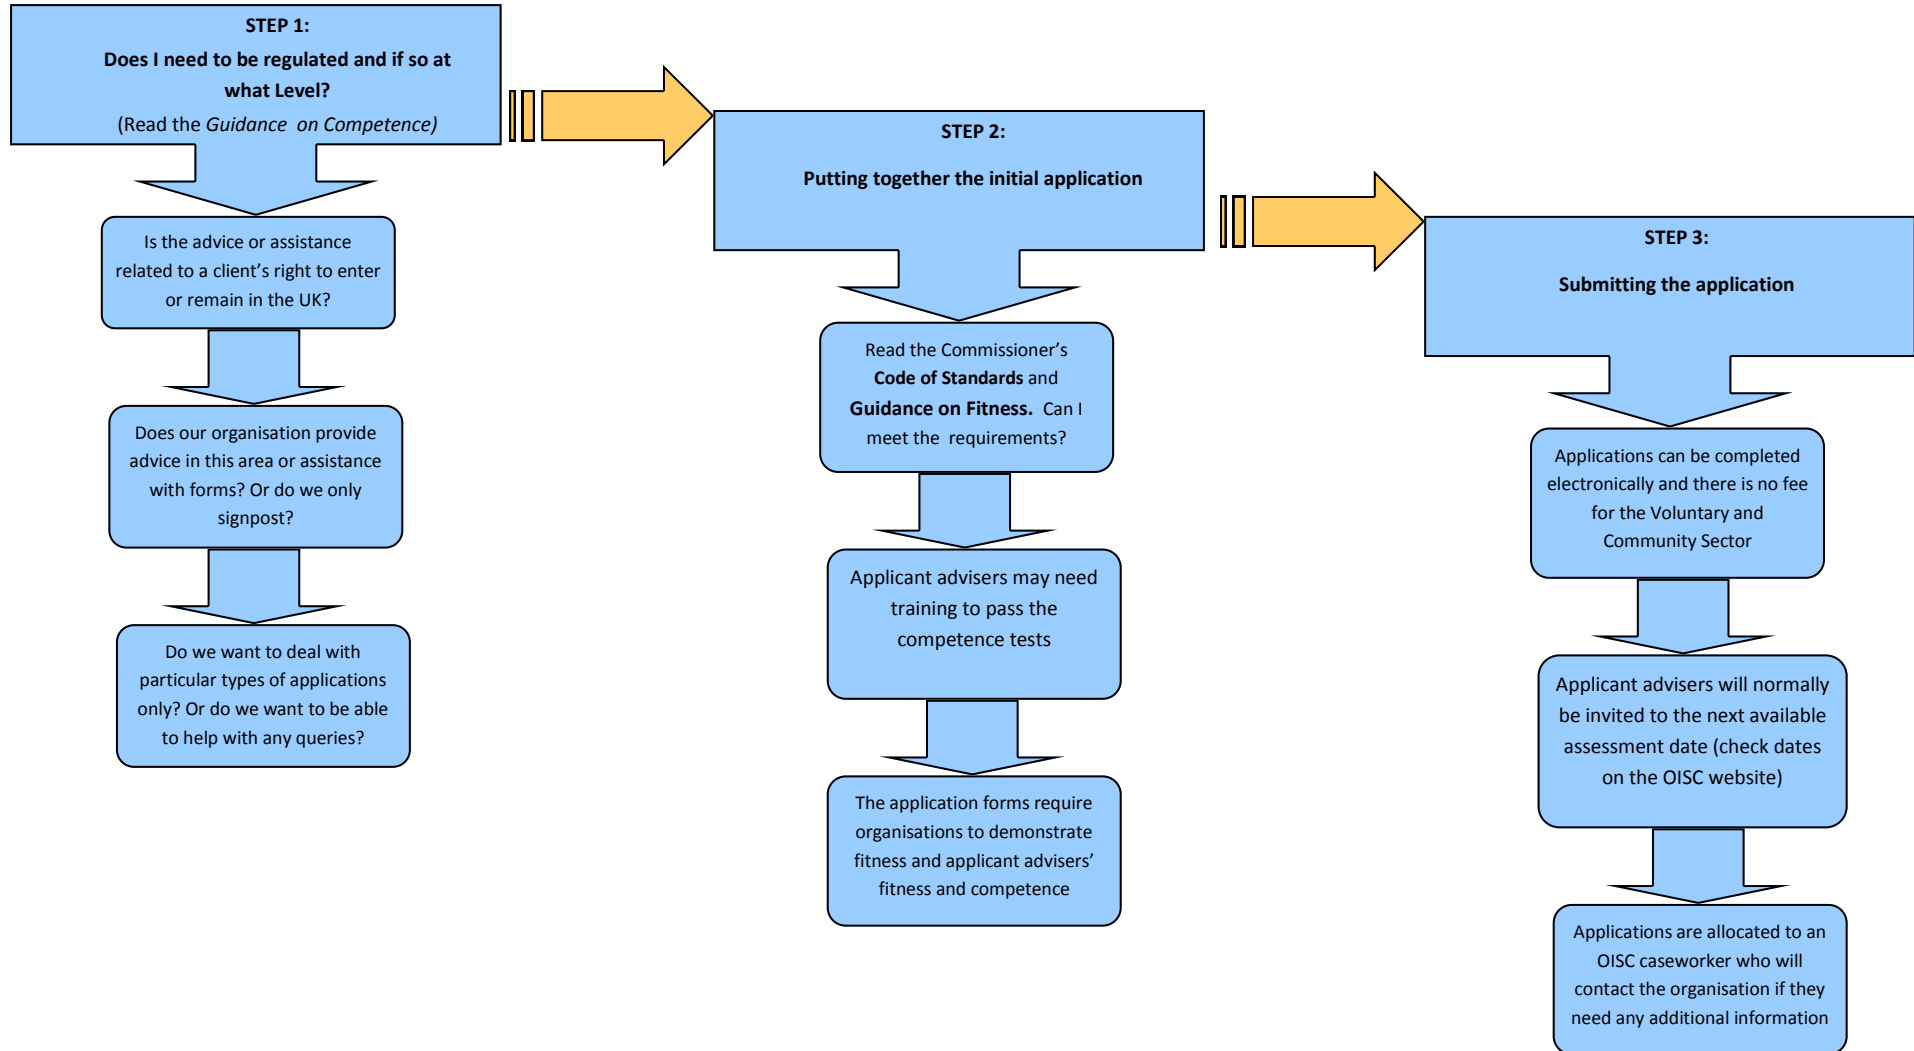 STEP 1:
Does I need to be regulated and if so at
what Level?
(Read the Guidance on Competence)
Is the advice or assistance
related to a client’s right to enter
or remain in the UK?
Does our organisation provide
advice in this area or assistance
with forms? Or do we only
signpost?
Do we want to deal with
particular types of applications
only? Or do we want to be able
to help with any queries?
STEP 2:
Putting together the initial application
Read the Commissioner’s
Code of Standards and
Guidance on Fitness. Can I
meet the requirements?
Applicant advisers may need
training to pass the
competence tests
The application forms require
organisations to demonstrate
fitness and applicant advisers’
fitness and competence
STEP 3:
Submitting the application
Applications can be completed
electronically and there is no fee
for the Voluntary and
Community Sector
Applicant advisers will normally
be invited to the next available
assessment date (check dates
on the OISC website)
Applications are allocated to an
OISC caseworker who will
contact the organisation if they
need any additional information